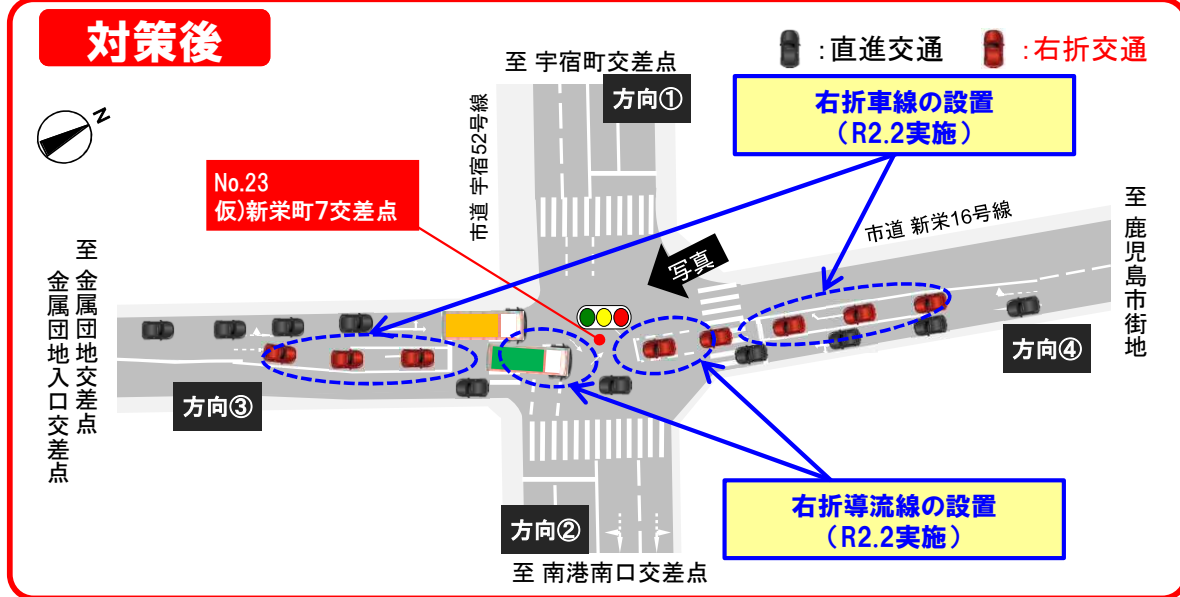 対策後
:直進交通
:右折交通
至 宇宿町交差点
方向①
右折車線の設置
(R2.2実施)
N
市道 宇宿52号線
No.23
仮)新栄町7交差点
市道 新栄16号線
至 鹿児島市街地
写真
至 金属団地交差点
金属団地入口交差点
方向③
方向④
方向②
右折導流線の設置
(R2.2実施)
至 南港南口交差点